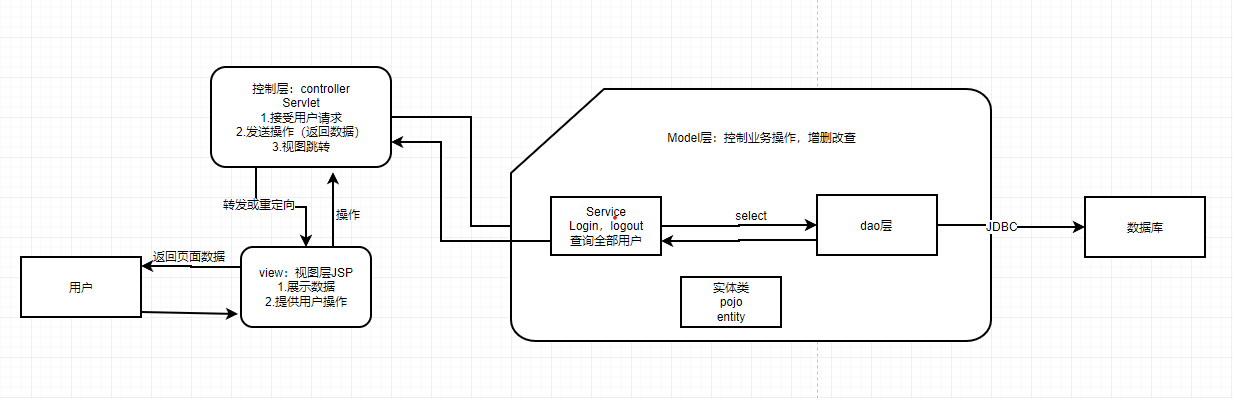 控制层：controller
Servlet
1.接受用户请求
2.发送操作（返回数据）
3.视图跳转
转发或重定向
操作
返回页面数据
用户
view：视图层JSP
1.展示数据
2.提供用户操作
Model层：控制业务操作，增删改查
Service
Login，logout
查询全部用户
select
dao层
JDBC
数据库
实体类
pojo
entity